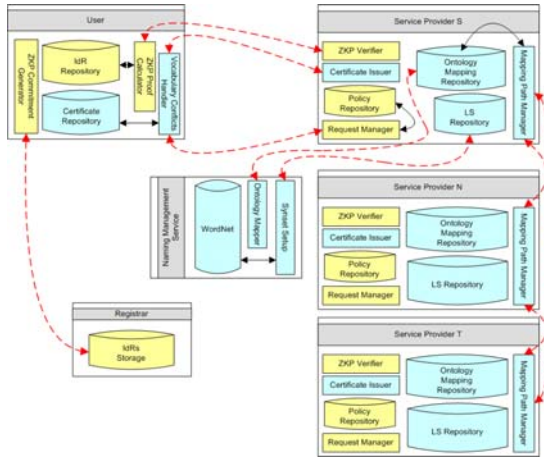 User
ZKP Commitment
Generator
IdR
Repository
Certificate
Repository
ZKP Proof
Calculator
Vocabulary Conflicts
Handler
Service Provider S
ZKP Verifier
Certificate Issuer
Policy
Repository
Request Manager
Ontology
Mapping
Repository
LS
Repository
Mapping Path Manager
Naming Management
Service
WordNet
Ontology Mapper
Synset Setup
Service Provider N
ZKP Verifier
Certificate Issuer
Policy
Repository
Request Manager
Ontology
Mapping
Repository
LS Repository
Mapping Path Manager
Registrar
IdRs
Storage
Service Provider T
ZKP Verifier
Certificate Issuer
Policy
Repository
Request Manager
Ontology
Mapping
Repository
LS Repository
Mapping Path Manager